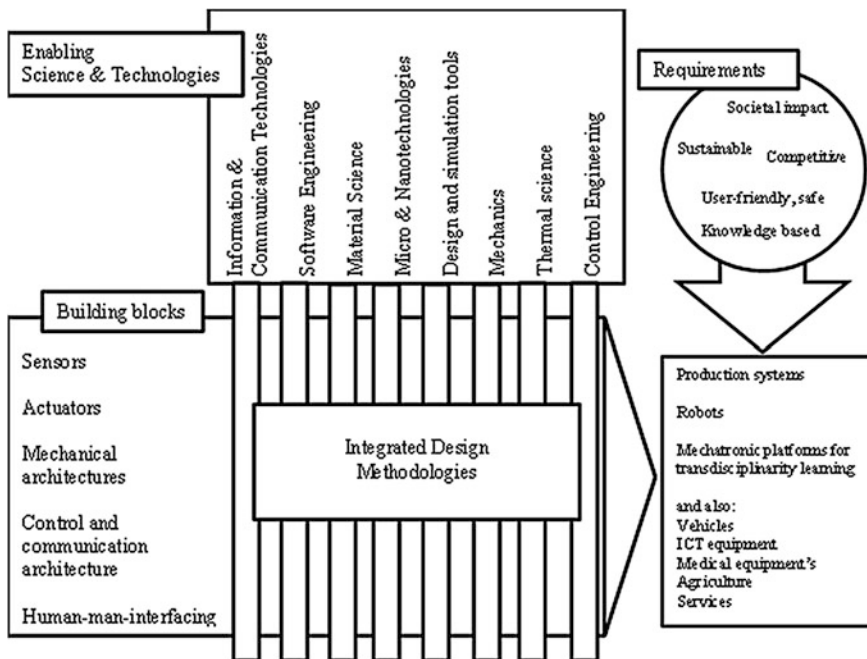 Enabling
Science & Technologies
Information &
Communication Technologies
Software Engineering
Material Science
Micro & Nanotechnologies
Design and simulation tools
Mechanics
Thermal science
Control Engineering
Requirements
Societal impact
Sustainable
Competitive
User-friendly, safe
Knowledge based
Building blocks
Sensors
Actuators
Mechanical
architectures
Control and
communication
architecture
Human-man-interfacing
Integrated Design
Methodologies
Production systems
Robots
Mechatronic platforms for
transdisciplinarity learning
and also:
Vehicles
ICT equipment
Medical equipment's
Agriculture
Services